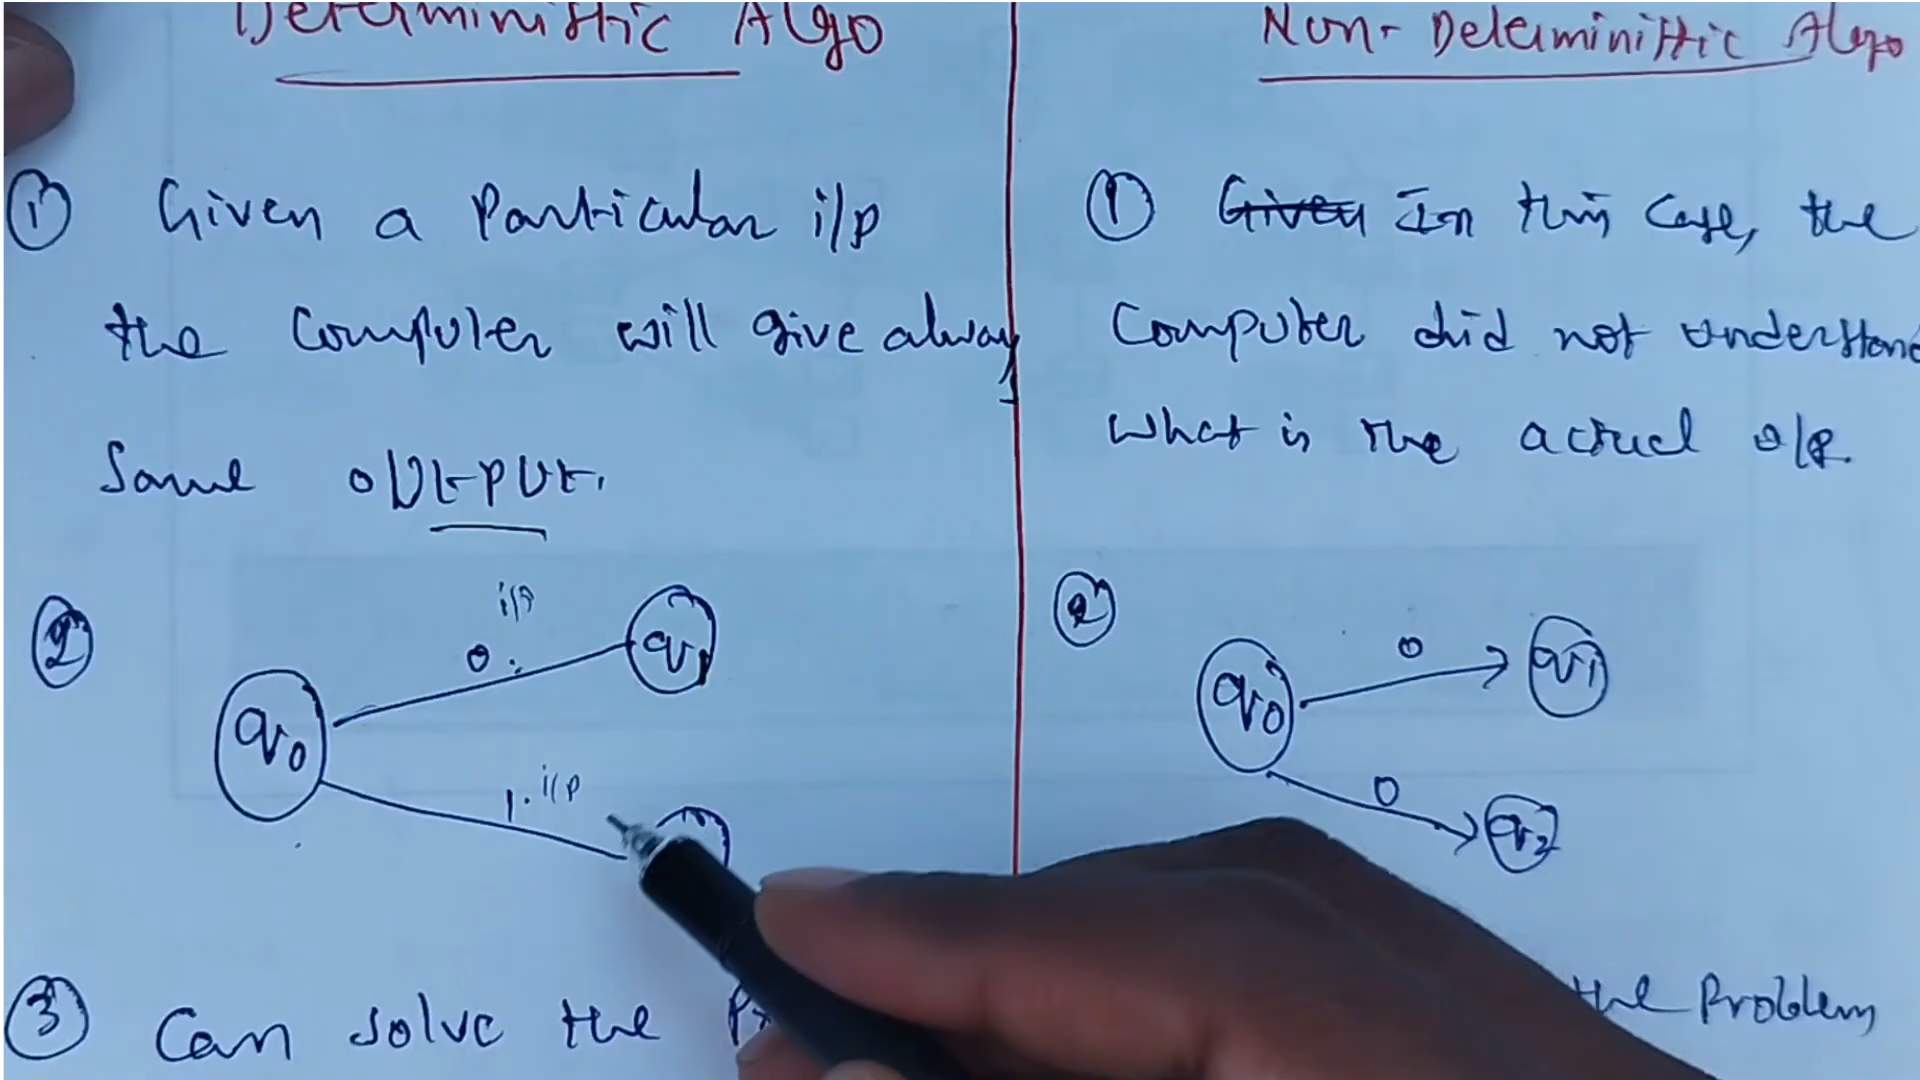 Deterministic Algo
① Given a Particular i/p
the Computer will give always
Same output.
②
i/p
0
q1
q0
1. i/p
③ Can solve the
Non-Deterministic Algo
① Given In this Case, the
Computer did not understand
What is the actual o/p.
②
0
q1
q0
0
q2
the Problem